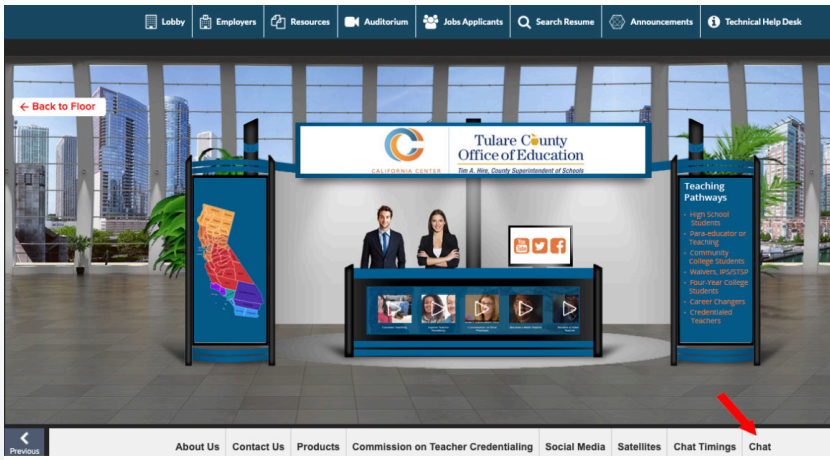 Lobby
Employers
Resources
Auditorium
Jobs Applicants
Search Resume
Announcements
Technical Help Desk
← Back to Floor
CALIFORNIA CENTER
Tulare County
Office of Education
Tim A. Hire, County Superintendent of Schools
Teaching
Pathways
• High School
Students
• Para-educator or
Teaching
• Community
College Students
• Waivers, IPS/STSP
• Four-Year College
Students
• Career Changers
• Credentialed
Teachers
You
Tube
Previous
About Us
Contact Us
Products
Commission on Teacher Credentialing
Social Media
Satellites
Chat Timings
Chat